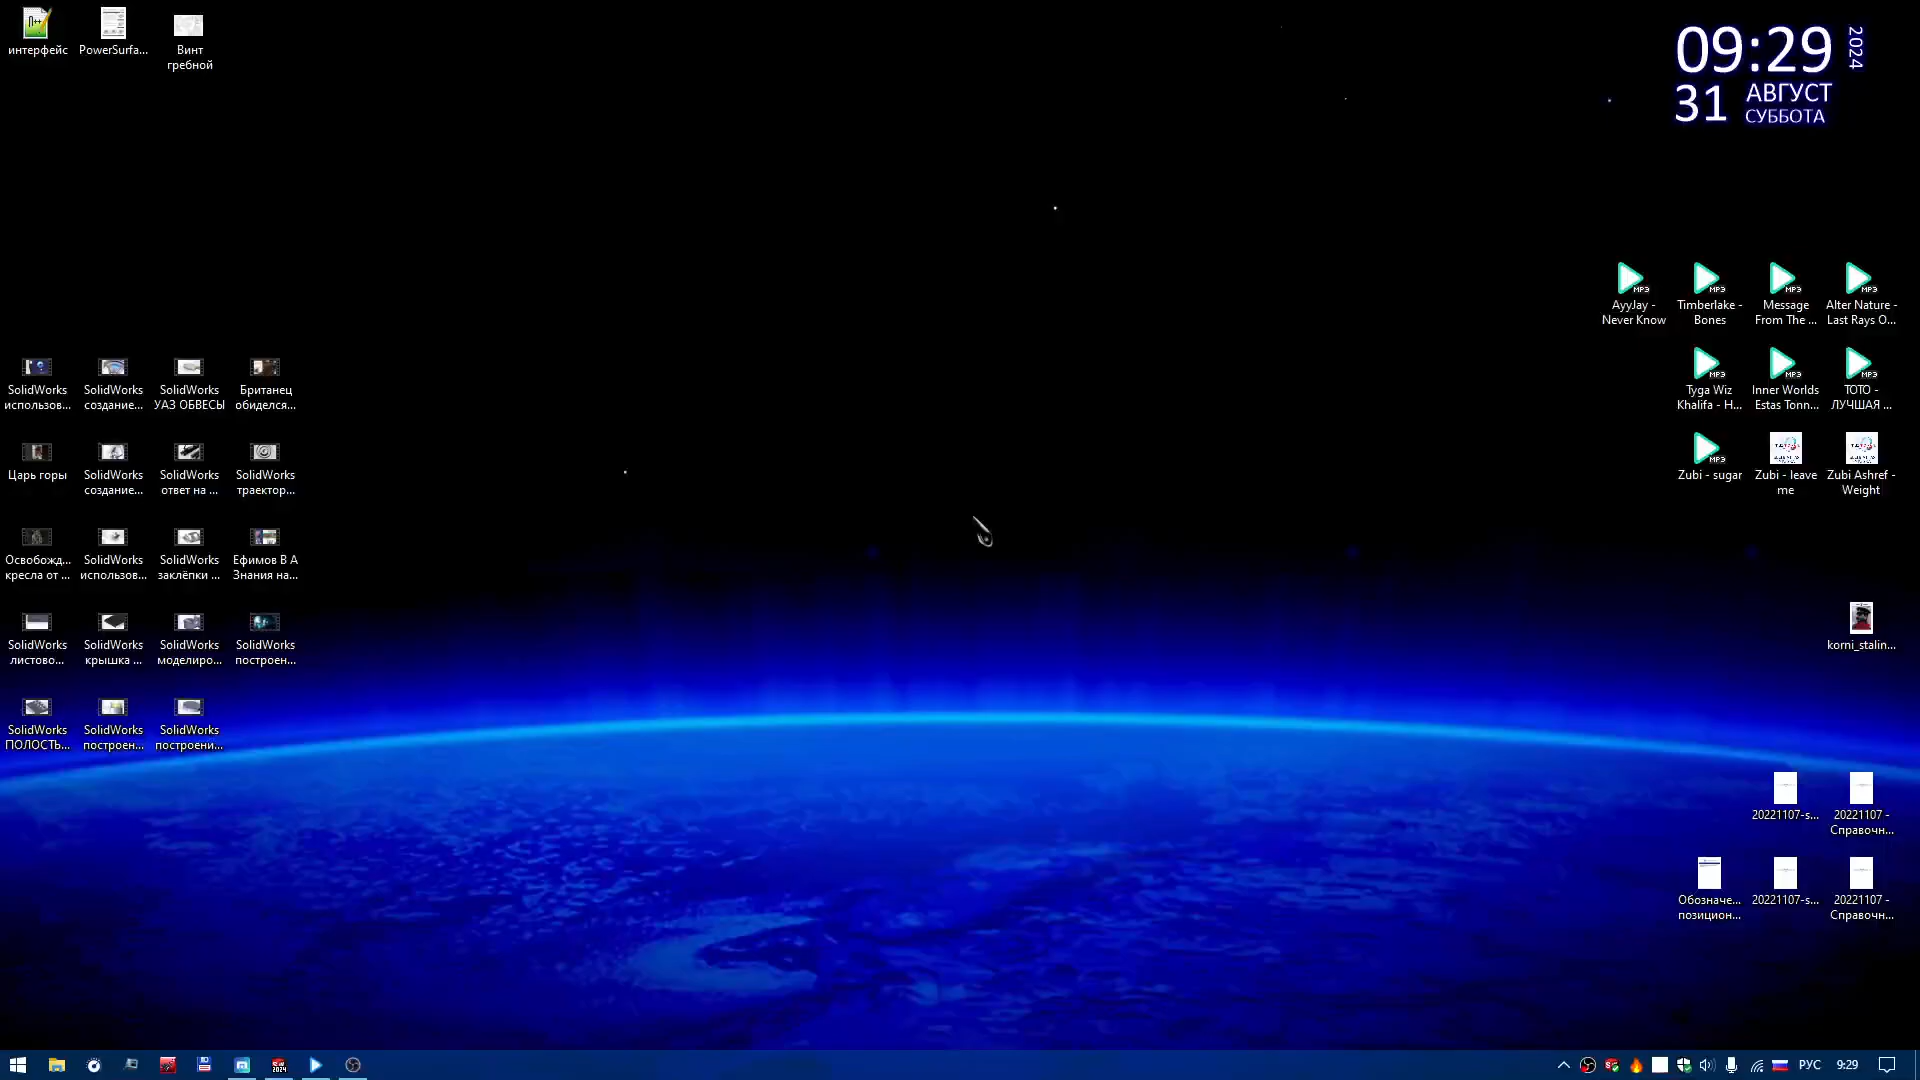 интерфейс
PowerSurfa...
Винт
гребной
09:29
2024
31
АВГУСТ
СУББОТА
AyyJay -
Never Know
Timberlake -
Bones
Message
From The ...
Alter Nature -
Last Rays O...
SolidWorks
использов...
SolidWorks
создание...
SolidWorks
УАЗ ОБВЕСЫ
Британец
обиделся...
Tyga Wiz
Khalifa - H...
Inner Worlds
Estas Tonn...
TOTO -
ЛУЧШАЯ ...
Царь горы
SolidWorks
создание...
SolidWorks
ответ на ...
SolidWorks
траектор...
Zubi - sugar
Zubi - leave
me
Zubi Ashref -
Weight
Освобожд...
кресла от ...
SolidWorks
использов...
SolidWorks
заклёпки ...
Ефимов В А
Знания на...
SolidWorks
листово...
SolidWorks
крышка ...
SolidWorks
моделиро...
SolidWorks
построен...
korni_stalin...
SolidWorks
ПОЛОСТЬ...
SolidWorks
построен...
SolidWorks
построени...
20221107-s...
20221107 -
Справочн...
Обозначе...
позицион...
20221107-s...
20221107 -
Справочн...
РУС
9:29